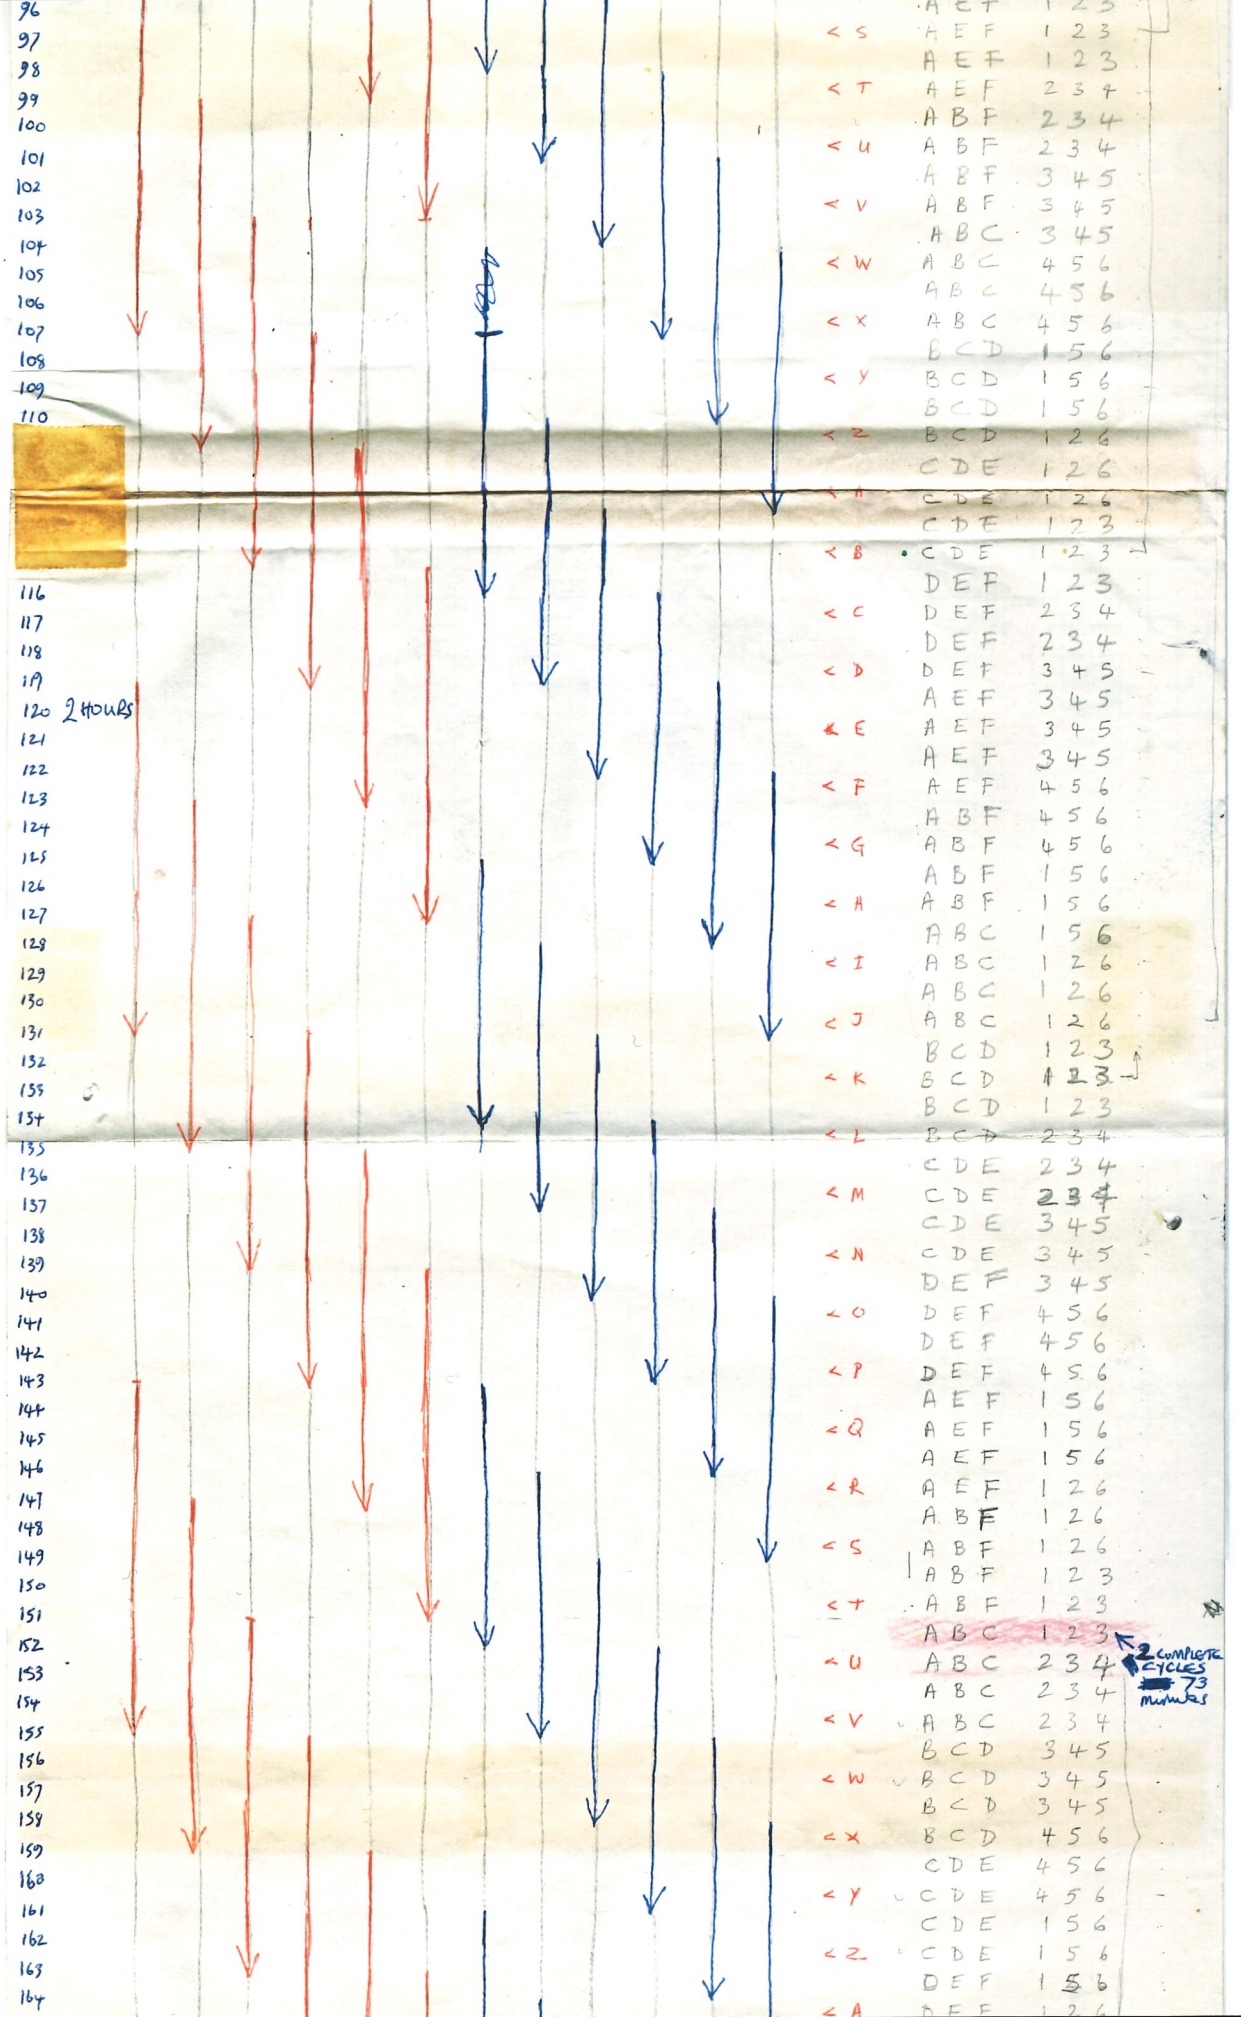 96 A E F 1 2 3
97 < S A E F 1 2 3
98 A E F 1 2 3
99 < T A E F 2 3 4
100 A B F 2 3 4
101 < U A B F 2 3 4
102 A B F 3 4 5
103 < V A B F 3 4 5
104 A B C 3 4 5
105 < W A B C 4 5 6
106 A B C 4 5 6
107 < X A B C 4 5 6
108 B C D 1 5 6
109 < Y B C D 1 5 6
110 B C D 1 5 6
< Z B C D 1 2 6
C D E 1 2 6
< A C D E 1 2 6
C D E 1 2 3
< B C D E 1 2 3
116 D E F 1 2 3
117 < C D E F 2 3 4
118 D E F 2 3 4
119 < D D E F 3 4 5
120 2 HOURS A E F 3 4 5
121 < E A E F 3 4 5
122 A E F 3 4 5
123 < F A E F 4 5 6
124 A B F 4 5 6
125 < G A B F 4 5 6
126 A B F 1 5 6
127 < H A B F 1 5 6
128 A B C 1 5 6
129 < I A B C 1 2 6
130 A B C 1 2 6
131 < J A B C 1 2 6
132 B C D 1 2 3
133 < K B C D 1 2 3
134 B C D 1 2 3
135 < L B C D 2 3 4
136 C D E 2 3 4
137 < M C D E 2 3 4
138 C D E 3 4 5
139 < N C D E 3 4 5
140 D E F 3 4 5
141 < O D E F 4 5 6
142 D E F 4 5 6
143 < P D E F 4 5 6
144 A E F 1 5 6
145 < Q A E F 1 5 6
146 A E F 1 5 6
147 < R A E F 1 2 6
148 A B F 1 2 6
149 < S A B F 1 2 6
150 A B F 1 2 3
151 < T A B F 1 2 3
152 A B C 1 2 3
2 COMPLETE
CYCLES
73
minutes
153 < U A B C 2 3 4
154 A B C 2 3 4
155 < V A B C 2 3 4
156 B C D 3 4 5
157 < W B C D 3 4 5
158 B C D 3 4 5
159 < X B C D 4 5 6
160 C D E 4 5 6
161 < Y C D E 4 5 6
162 C D E 1 5 6
163 < Z C D E 1 5 6
164 D E F 1 5 6
< A D E F 1 2 6